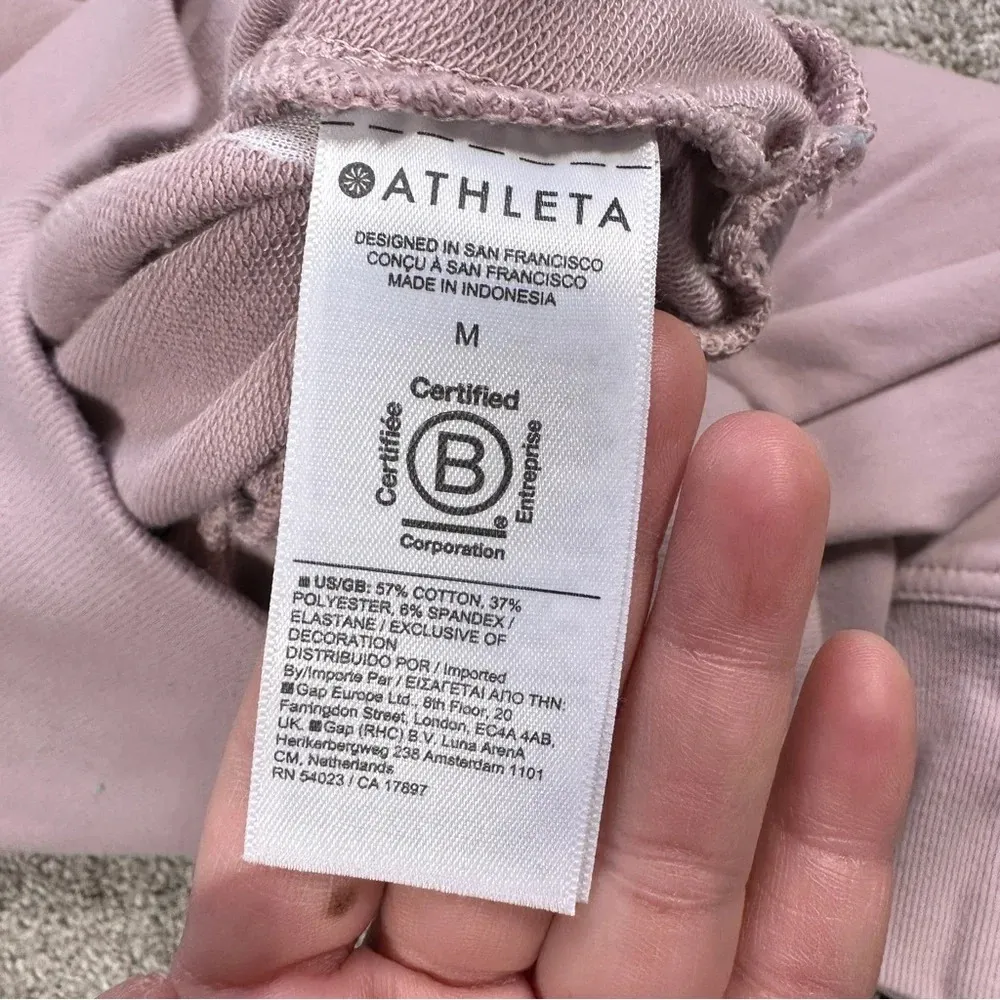 ATHLETA
DESIGNED IN SAN FRANCISCO
CONÇU À SAN FRANCISCO
MADE IN INDONESIA
M
Certified
Certifiée
B
Entreprise
®
Corporation
US/GB: 57% COTTON, 37%
POLYESTER, 6% SPANDEX /
ELASTANE / EXCLUSIVE OF
DECORATION
DISTRIBUIDO POR / Imported
By/Importe Par / ΕΙΣΑΓΕΤΑΙ ΑΠΟ ΤΗΝ:
Gap Europe Ltd., 8th Floor, 20
Farringdon Street, London, EC4A 4AB,
UK. Gap (RHC) B.V. Luna ArenA
Herikerbergweg 238 Amsterdam 1101
CM, Netherlands
RN 54023 / CA 17897